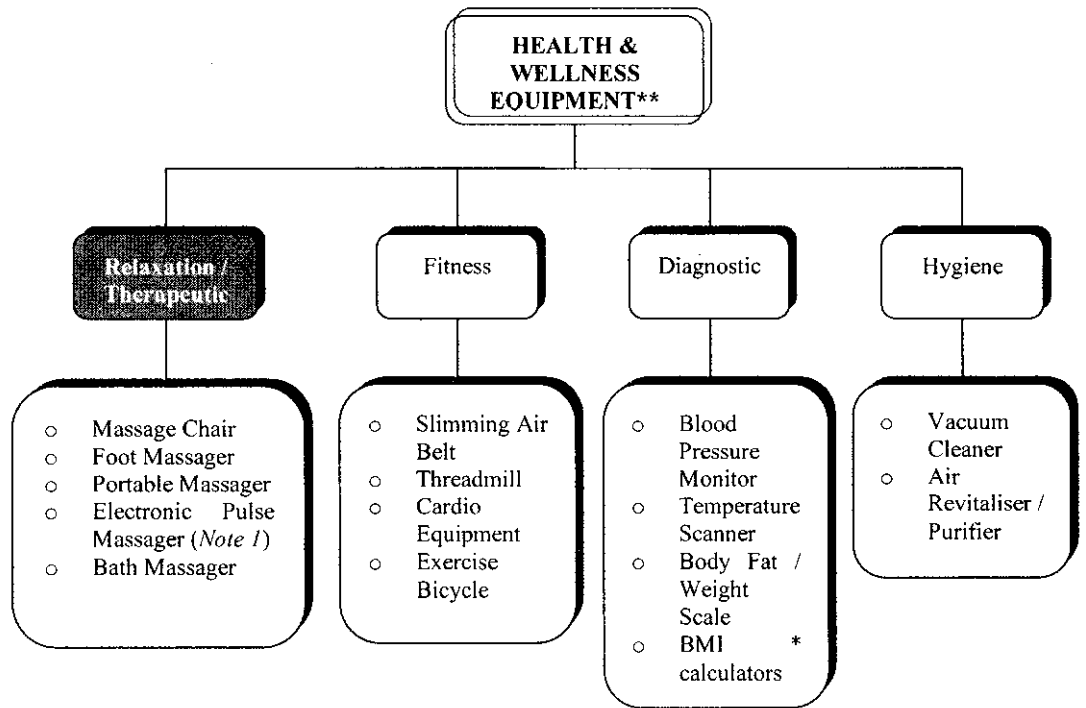 HEALTH &
WELLNESS
EQUIPMENT**
Relaxation /
Therapeutic
Fitness
Diagnostic
Hygiene
○ Massage Chair
○ Foot Massager
○ Portable Massager
○ Electronic Pulse
Massager (Note 1)
○ Bath Massager
○ Slimming Air
Belt
○ Threadmill
○ Cardio
Equipment
○ Exercise
Bicycle
○ Blood
Pressure
Monitor
○ Temperature
Scanner
○ Body Fat /
Weight
Scale
○ BMI *
calculators
○ Vacuum
Cleaner
○ Air
Revitaliser /
Purifier